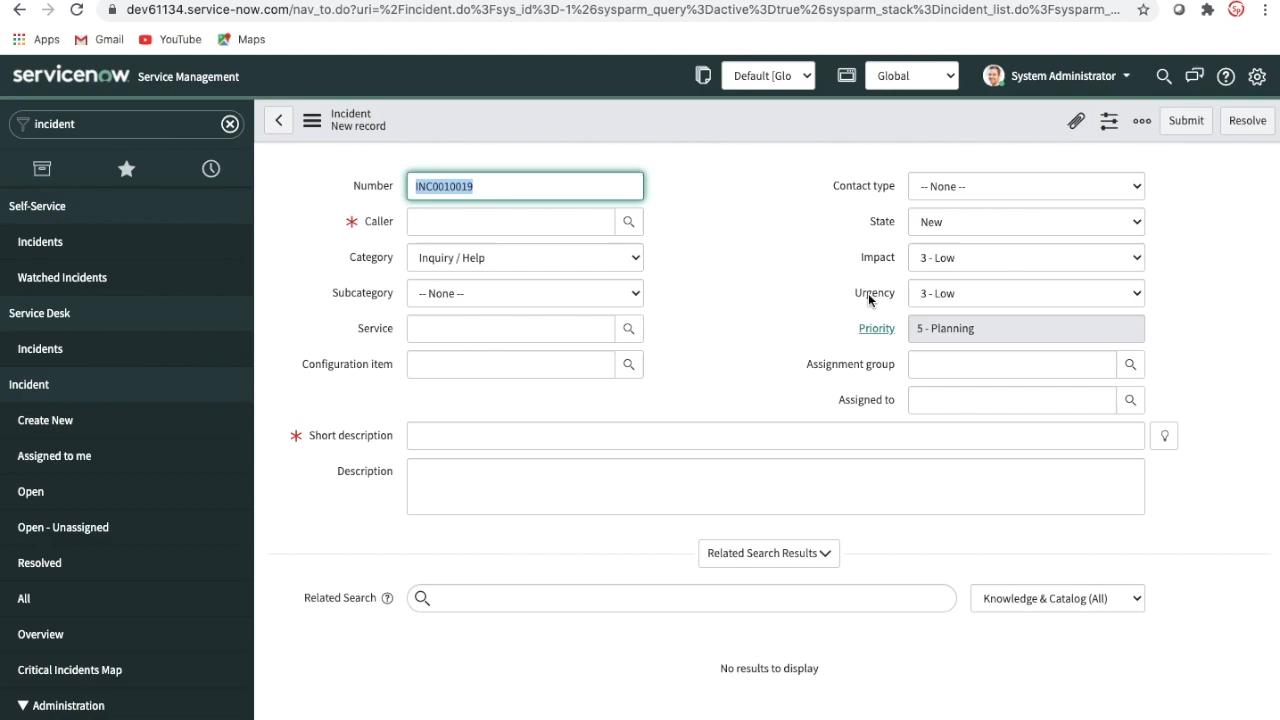 dev61134.service-now.com/nav_to.do?uri=%2Fincident.do%3Fsys_id%3D-1%26sysparm_query%3Dactive%3Dtrue%26sysparm_stack%3Dincident_list.do%3Fsysparm_...
Sp
Apps Gmail YouTube Maps
servicenow Service Management
Default [Glo
Global
System Administrator
incident
Incident
New record
Submit
Resolve
Self-Service
Incidents
Watched Incidents
Service Desk
Incidents
Incident
Create New
Assigned to me
Open
Open - Unassigned
Resolved
All
Overview
Critical Incidents Map
▼ Administration
Number INC0010019
* Caller
Category Inquiry / Help
Subcategory -- None --
Service
Configuration item
Contact type -- None --
State New
Impact 3 - Low
Urgency 3 - Low
Priority 5 - Planning
Assignment group
Assigned to
* Short description
Description
Related Search Results
Related Search ? Knowledge & Catalog (All)
No results to display